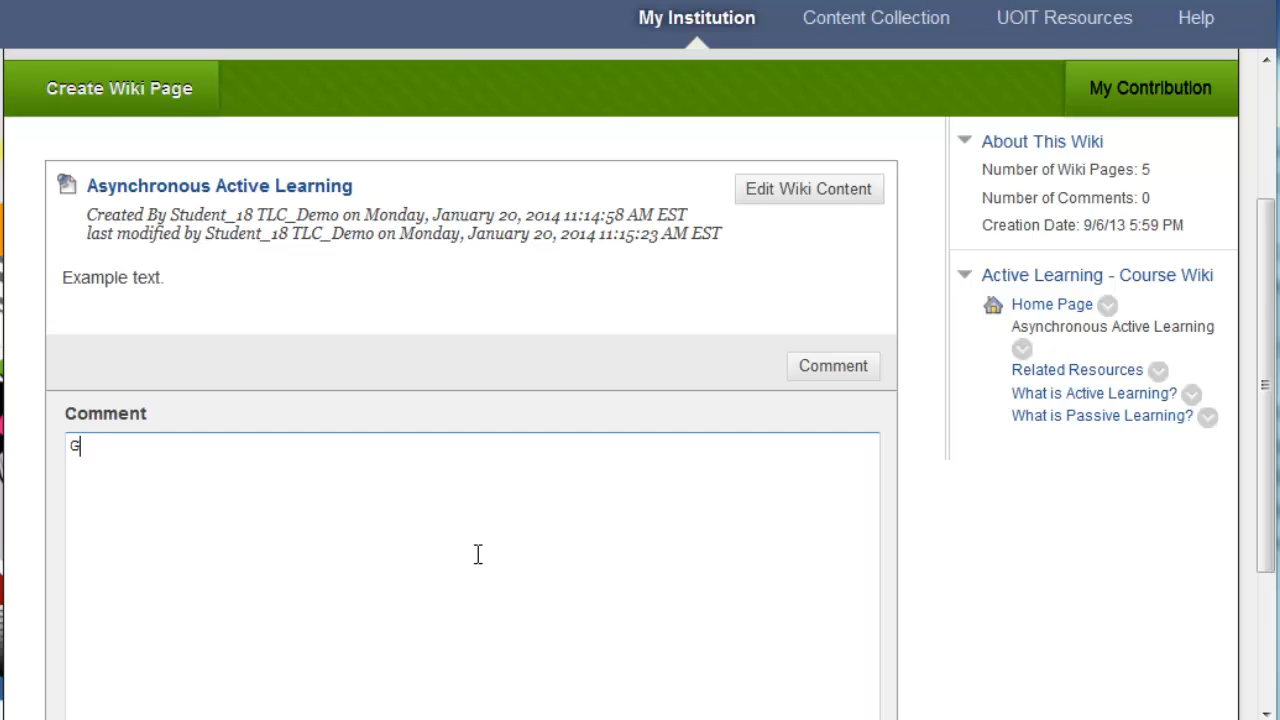 My Institution
Content Collection
UOIT Resources
Help
Create Wiki Page
My Contribution
Asynchronous Active Learning
Edit Wiki Content
Created By Student_18 TLC_Demo on Monday, January 20, 2014 11:14:58 AM EST
last modified by Student_18 TLC_Demo on Monday, January 20, 2014 11:15:23 AM EST
Example text.
Comment
Comment
G
About This Wiki
Number of Wiki Pages: 5
Number of Comments: 0
Creation Date: 9/6/13 5:59 PM
Active Learning - Course Wiki
Home Page
Asynchronous Active Learning
Related Resources
What is Active Learning?
What is Passive Learning?